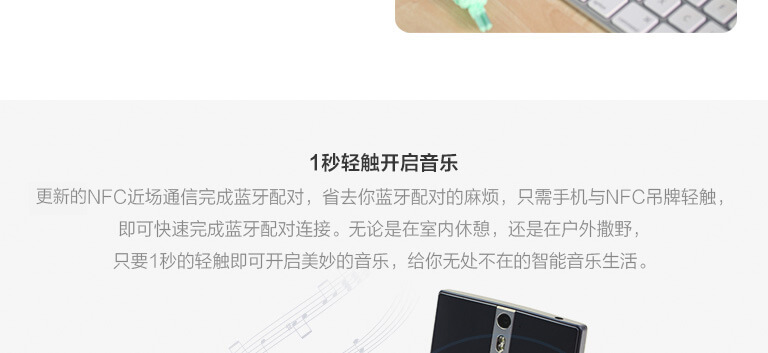 1秒轻触开启音乐
更新的NFC近场通信完成蓝牙配对，省去你蓝牙配对的麻烦，只需手机与NFC吊牌轻触，
即可快速完成蓝牙配对连接。无论是在室内休憩，还是在户外撒野，
只要1秒的轻触即可开启美妙的音乐，给你无处不在的智能音乐生活。